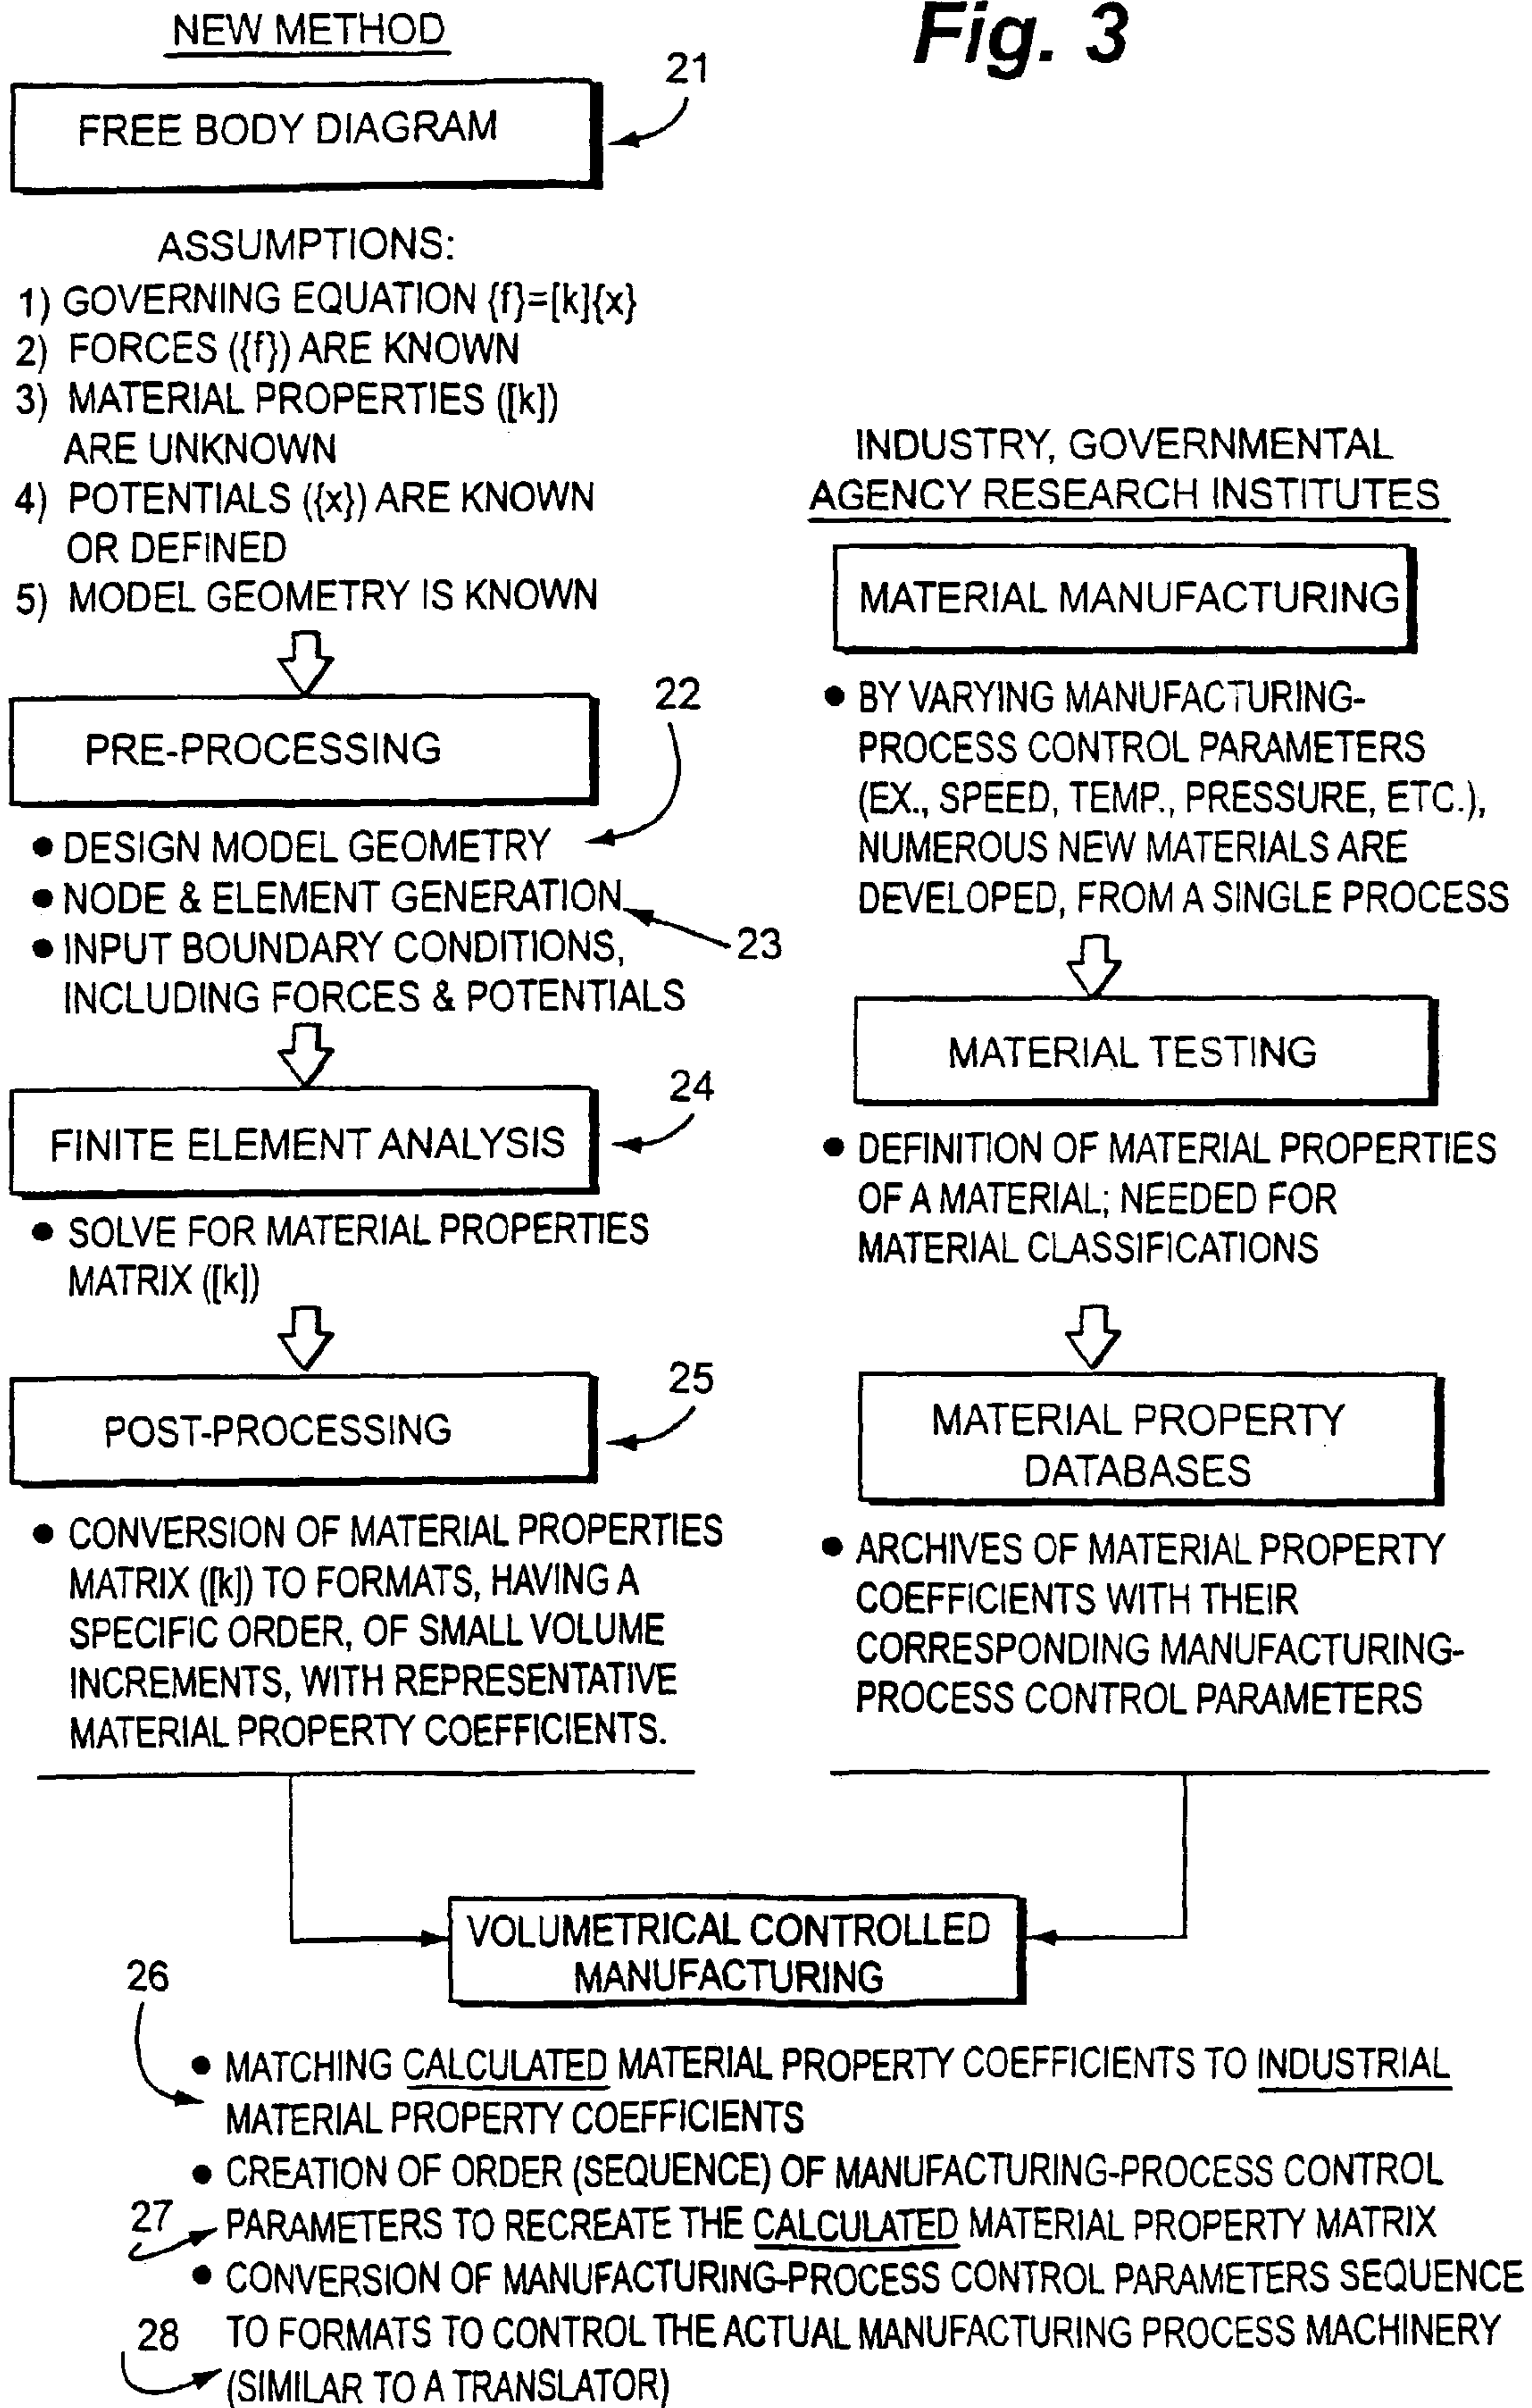 Fig. 3
NEW METHOD
21
FREE BODY DIAGRAM
ASSUMPTIONS:
1) GOVERNING EQUATION {f}=[k]{x}
2) FORCES ({f}) ARE KNOWN
3) MATERIAL PROPERTIES ([k])
ARE UNKNOWN
4) POTENTIALS ({x}) ARE KNOWN
OR DEFINED
5) MODEL GEOMETRY IS KNOWN
22
PRE-PROCESSING
● DESIGN MODEL GEOMETRY
● NODE & ELEMENT GENERATION
23
● INPUT BOUNDARY CONDITIONS,
INCLUDING FORCES & POTENTIALS
24
FINITE ELEMENT ANALYSIS
● SOLVE FOR MATERIAL PROPERTIES
MATRIX ([k])
25
POST-PROCESSING
● CONVERSION OF MATERIAL PROPERTIES
MATRIX ([k]) TO FORMATS, HAVING A
SPECIFIC ORDER, OF SMALL VOLUME
INCREMENTS, WITH REPRESENTATIVE
MATERIAL PROPERTY COEFFICIENTS.
INDUSTRY, GOVERNMENTAL
AGENCY RESEARCH INSTITUTES
MATERIAL MANUFACTURING
● BY VARYING MANUFACTURING-
PROCESS CONTROL PARAMETERS
(EX., SPEED, TEMP., PRESSURE, ETC.),
NUMEROUS NEW MATERIALS ARE
DEVELOPED, FROM A SINGLE PROCESS
MATERIAL TESTING
● DEFINITION OF MATERIAL PROPERTIES
OF A MATERIAL; NEEDED FOR
MATERIAL CLASSIFICATIONS
MATERIAL PROPERTY
DATABASES
● ARCHIVES OF MATERIAL PROPERTY
COEFFICIENTS WITH THEIR
CORRESPONDING MANUFACTURING-
PROCESS CONTROL PARAMETERS
VOLUMETRICAL CONTROLLED
MANUFACTURING
26
● MATCHING CALCULATED MATERIAL PROPERTY COEFFICIENTS TO INDUSTRIAL
MATERIAL PROPERTY COEFFICIENTS
● CREATION OF ORDER (SEQUENCE) OF MANUFACTURING-PROCESS CONTROL
27
PARAMETERS TO RECREATE THE CALCULATED MATERIAL PROPERTY MATRIX
● CONVERSION OF MANUFACTURING-PROCESS CONTROL PARAMETERS SEQUENCE
28
TO FORMATS TO CONTROL THE ACTUAL MANUFACTURING PROCESS MACHINERY
(SIMILAR TO A TRANSLATOR)